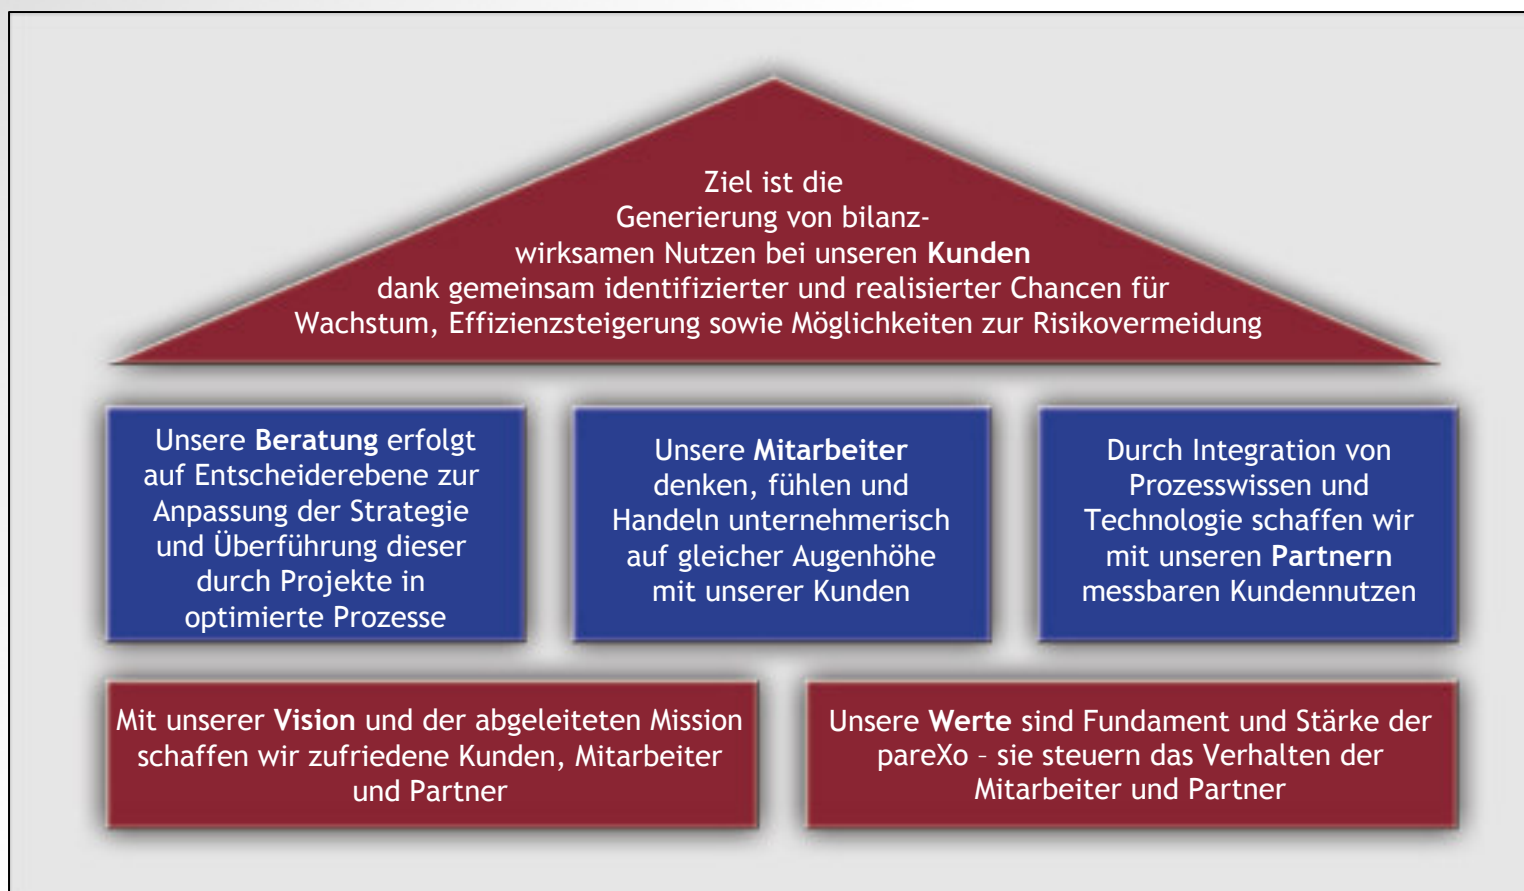 Ziel ist die
Generierung von bilanz-
wirksamen Nutzen bei unseren Kunden
dank gemeinsam identifizierter und realisierter Chancen für
Wachstum, Effizienzsteigerung sowie Möglichkeiten zur Risikovermeidung
Unsere Beratung erfolgt
auf Entscheiderebene zur
Anpassung der Strategie
und Überführung dieser
durch Projekte in
optimierte Prozesse
Unsere Mitarbeiter
denken, fühlen und
Handeln unternehmerisch
auf gleicher Augenhöhe
mit unserer Kunden
Durch Integration von
Prozesswissen und
Technologie schaffen wir
mit unseren Partnern
messbaren Kundennutzen
Mit unserer Vision und der abgeleiteten Mission
schaffen wir zufriedene Kunden, Mitarbeiter
und Partner
Unsere Werte sind Fundament und Stärke der
pareXo – sie steuern das Verhalten der
Mitarbeiter und Partner